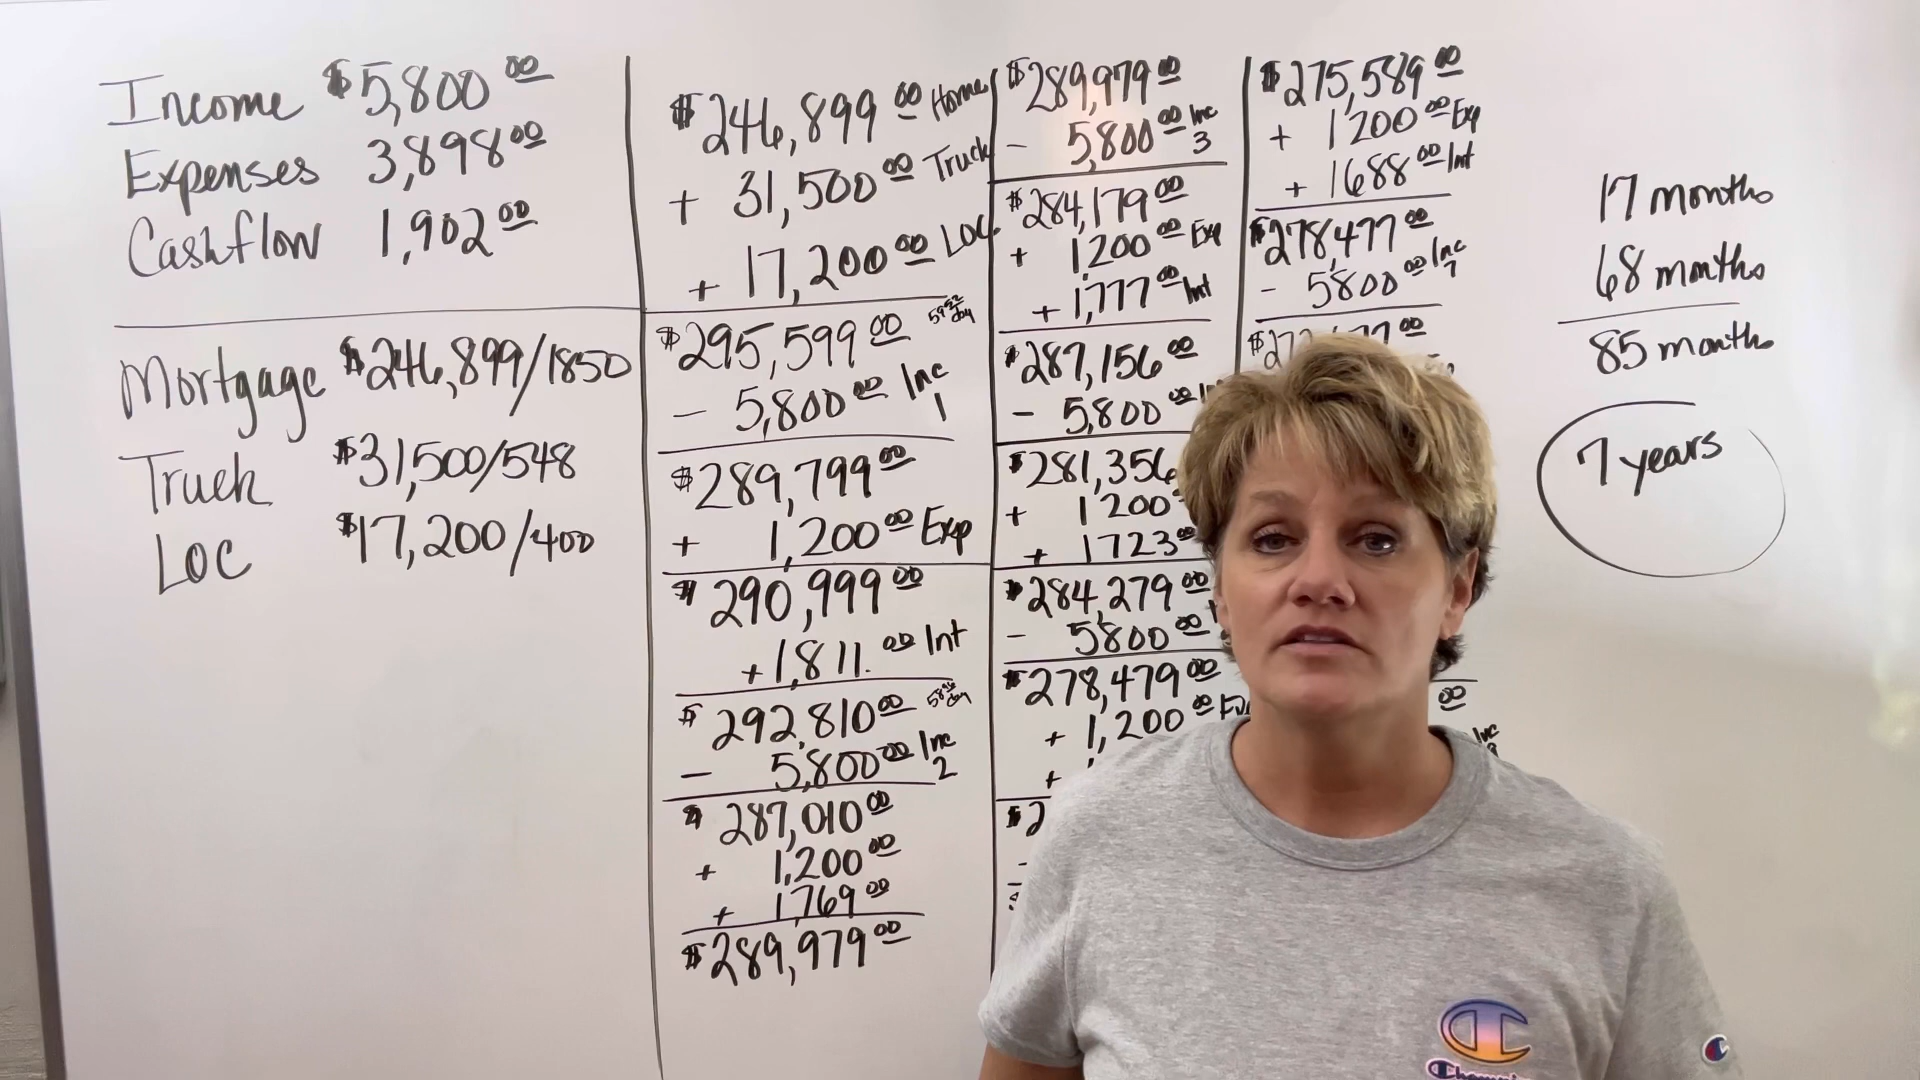 Income $5,800.00
Expenses 3,898.00
Cashflow 1,902.00
Mortgage $246,899/1850
Truck $31,500/548
LOC $17,200/400
$246,899.00 Home
+ 31,500.00 Truck
+ 17,200.00 LOC
$295,599.00
- 5,800.00 Inc 1
$289,799.00
+ 1,200.00 Exp
$290,999.00
+1,811.00 Int
$292,810.00
- 5,800.00 Inc 2
$287,010.00
+ 1,200.00
+ 1,769.00
$289,979.00
$289,979.00
- 5,800.00 Inc 3
$284,179.00
+ 1,200.00 Exp
+ 1,777.00 Int
$287,156.00
- 5,800.00
$281,356
+ 1200
+ 1723.00
$284,279.00
- 5800.00
$278,479.00
+ 1,200.00
+
$2
-
$275,589.00
+ 1200.00 Exp
+ 1688.00 Int
$278,477.00
- 5800.00 Inc 7
.00
Inc
17 months
68 months
85 months
7 years